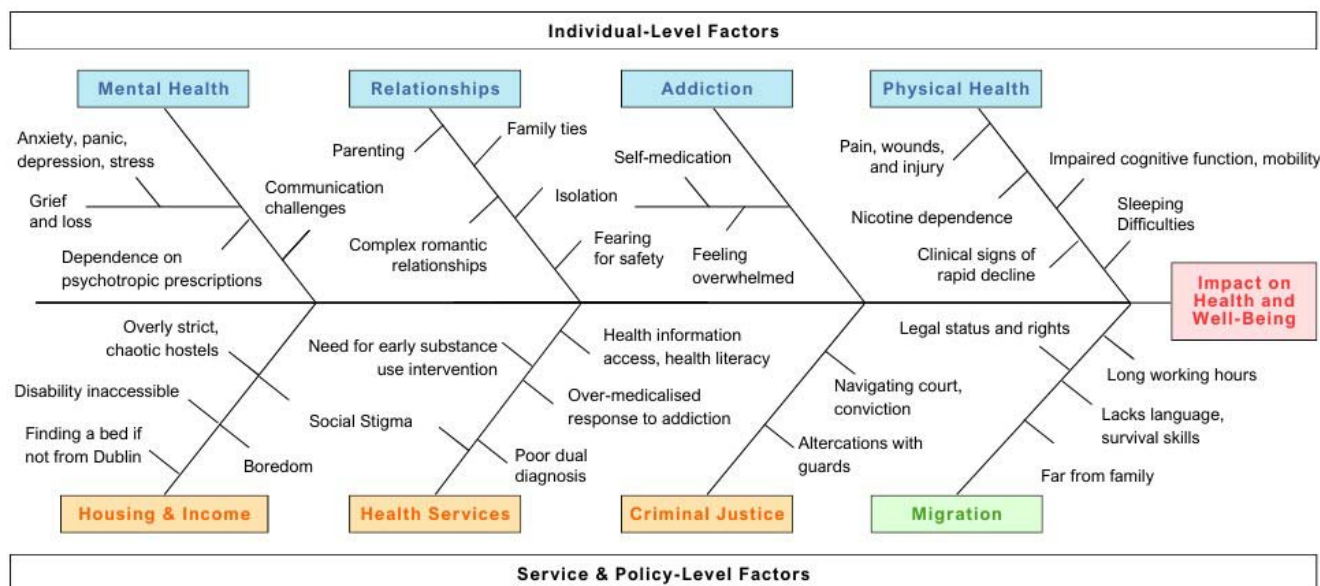 Individual-Level Factors
Mental Health
Relationships
Addiction
Physical Health
Anxiety, panic,
depression, stress
Grief
and loss
Dependence on
psychotropic prescriptions
Communication
challenges
Parenting
Family ties
Isolation
Complex romantic
relationships
Fearing
for safety
Self-medication
Feeling
overwhelmed
Pain, wounds,
and injury
Impaired cognitive function, mobility
Nicotine dependence
Sleeping
Difficulties
Clinical signs of
rapid decline
Impact on
Health and
Well-Being
Overly strict,
chaotic hostels
Disability inaccessible
Finding a bed if
not from Dublin
Boredom
Need for early substance
use intervention
Health information
access, health literacy
Social Stigma
Over-medicalised
response to addiction
Poor dual
diagnosis
Navigating court,
conviction
Altercations with
guards
Legal status and rights
Long working hours
Lacks language,
survival skills
Far from family
Housing & Income
Health Services
Criminal Justice
Migration
Service & Policy-Level Factors